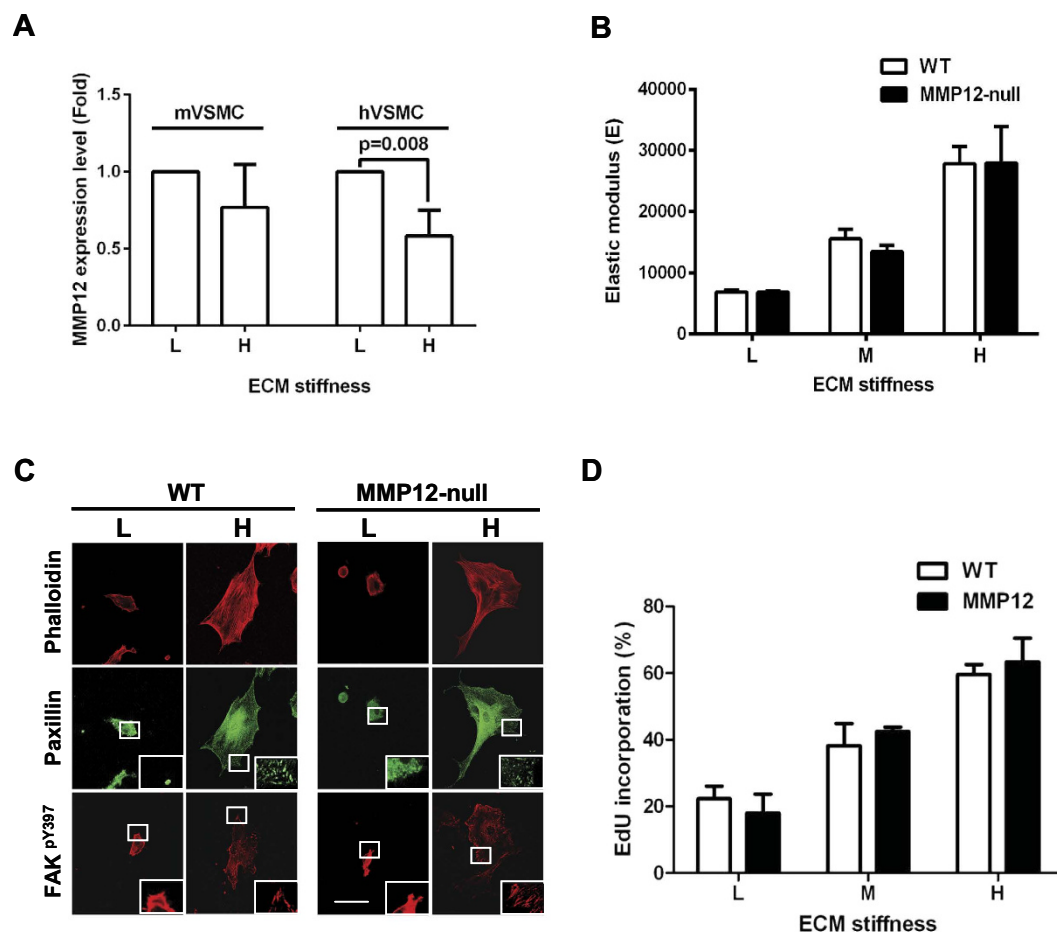 A
MMP12 expression level (Fold)
1.5
1.0
0.5
0.0
mVSMC
hVSMC
p=0.008
L
H
L
H
ECM stiffness
B
WT
MMP12-null
Elastic modulus (E)
40000
30000
20000
10000
0
L
M
H
ECM stiffness
C
WT
MMP12-null
L
H
L
H
Phalloidin
Paxillin
FAK pY397
D
WT
MMP12
EdU incorporation (%)
80
60
40
20
0
L
M
H
ECM stiffness